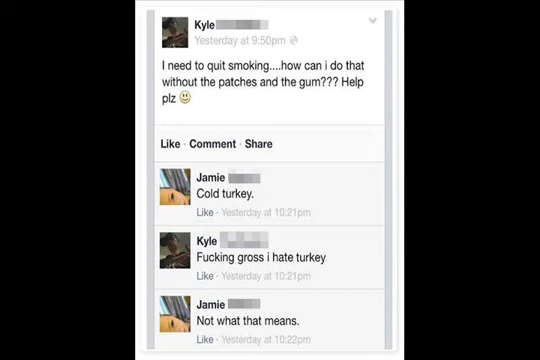 Kyle
Yesterday at 9:50pm
I need to quit smoking....how can i do that
without the patches and the gum??? Help
plz 😃
Like · Comment · Share
Jamie
Cold turkey.
Like · Yesterday at 10:21pm
Kyle
Fucking gross i hate turkey
Like · Yesterday at 10:21pm
Jamie
Not what that means.
Like · Yesterday at 10:22pm